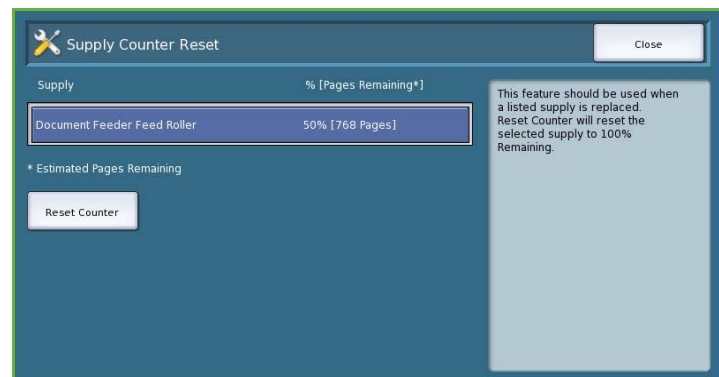 Supply Counter Reset
Close
Supply % [Pages Remaining*]
Document Feeder Feed Roller 50% [768 Pages]
* Estimated Pages Remaining
Reset Counter
This feature should be used when
a listed supply is replaced.
Reset Counter will reset the
selected supply to 100%
Remaining.